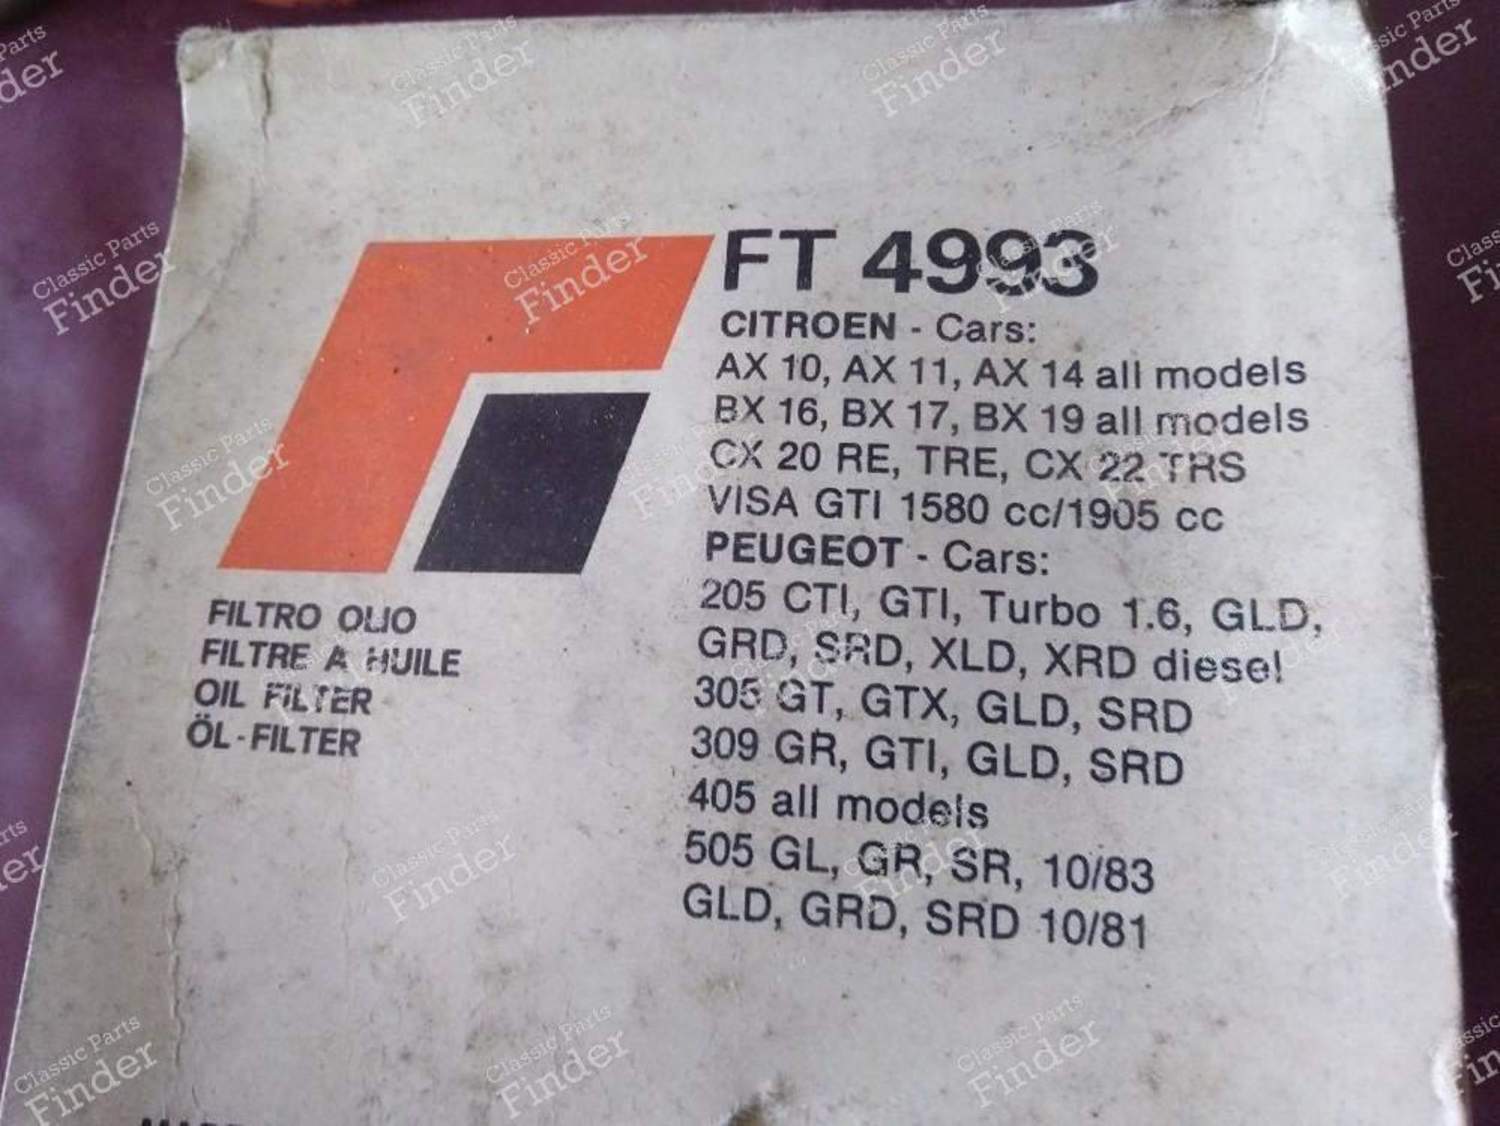 FT 4993
CITROEN - Cars:
AX 10, AX 11, AX 14 all models
BX 16, BX 17, BX 19 all models
CX 20 RE, TRE, CX 22 TRS
VISA GTI 1580 cc/1905 cc
PEUGEOT - Cars:
205 CTI, GTI, Turbo 1.6, GLD,
GRD, SRD, XLD, XRD diesel
305 GT, GTX, GLD, SRD
309 GR, GTI, GLD, SRD
405 all models
505 GL, GR, SR, 10/83
GLD, GRD, SRD 10/81
FILTRO OLIO
FILTRE A HUILE
OIL FILTER
ÖL-FILTER
Classic Parts
Finder